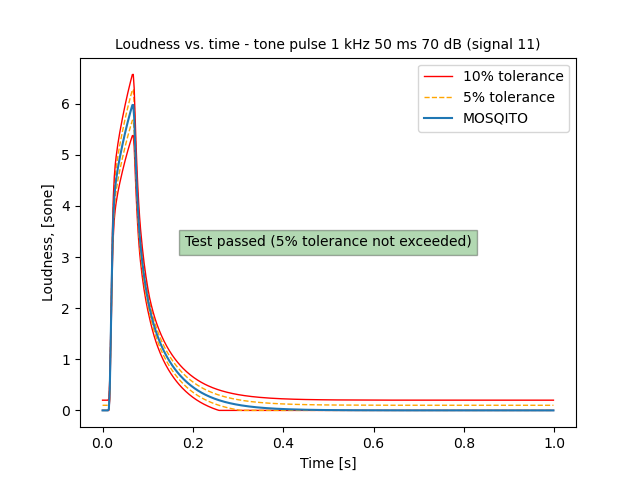 Loudness vs. time - tone pulse 1 kHz 50 ms 70 dB (signal 11)
10% tolerance
5% tolerance
MOSQITO
Test passed (5% tolerance not exceeded)
Loudness, [sone]
6
5
4
3
2
1
0
0.0 0.2 0.4 0.6 0.8 1.0
Time [s]